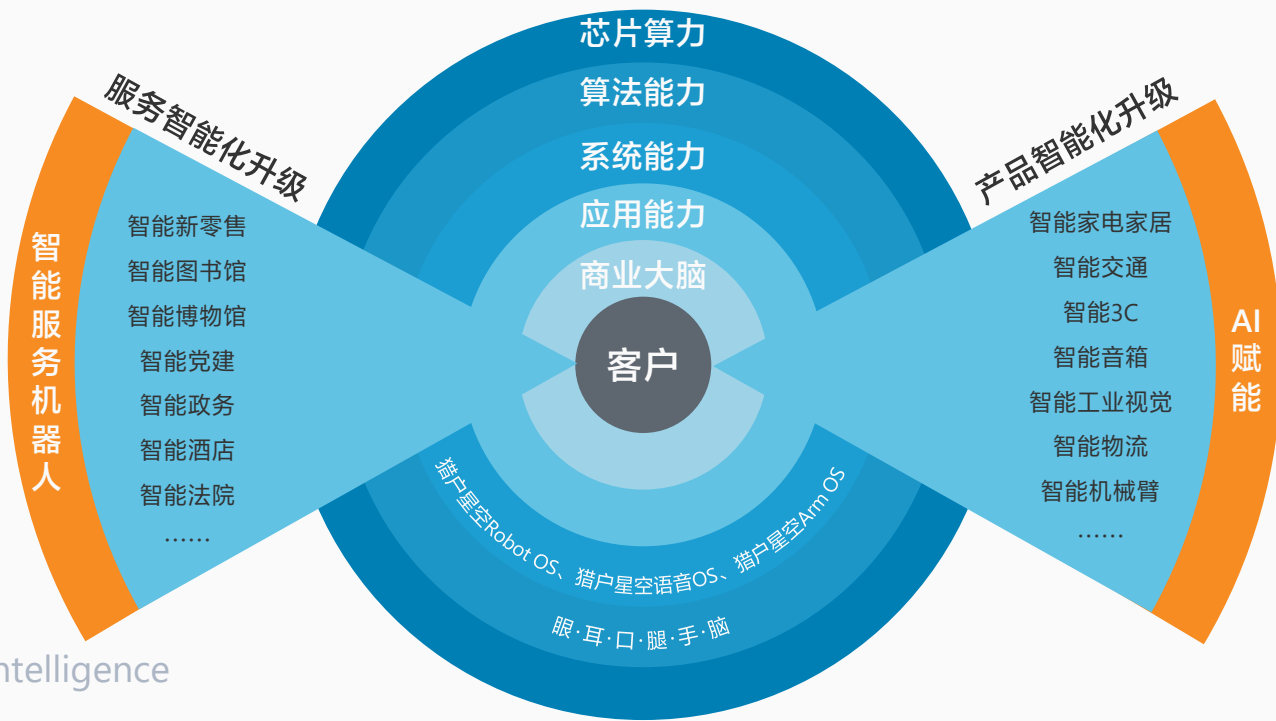 芯片算力
算法能力
系统能力
应用能力
商业大脑
客户
服务智能化升级
智能服务机器人
智能新零售
智能图书馆
智能博物馆
智能党建
智能政务
智能酒店
智能法院
……
产品智能化升级
AI赋能
智能家电家居
智能交通
智能3C
智能音箱
智能工业视觉
智能物流
智能机械臂
……
猎户星空Robot OS、猎户星空语音OS、猎户星空Arm OS
眼·耳·口·腿·手·脑
ntelligence